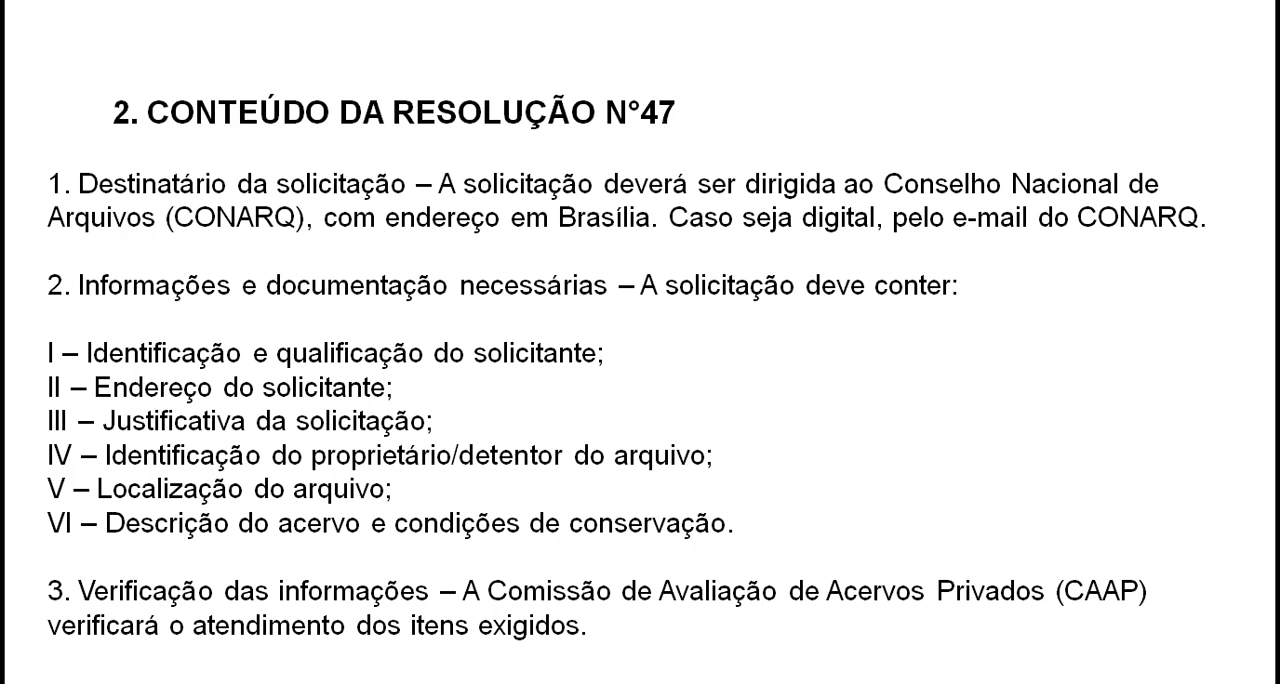 2. CONTEÚDO DA RESOLUÇÃO N°47
1. Destinatário da solicitação – A solicitação deverá ser dirigida ao Conselho Nacional de
Arquivos (CONARQ), com endereço em Brasília. Caso seja digital, pelo e-mail do CONARQ.
2. Informações e documentação necessárias – A solicitação deve conter:
I – Identificação e qualificação do solicitante;
II – Endereço do solicitante;
III – Justificativa da solicitação;
IV – Identificação do proprietário/detentor do arquivo;
V – Localização do arquivo;
VI – Descrição do acervo e condições de conservação.
3. Verificação das informações – A Comissão de Avaliação de Acervos Privados (CAAP)
verificará o atendimento dos itens exigidos.